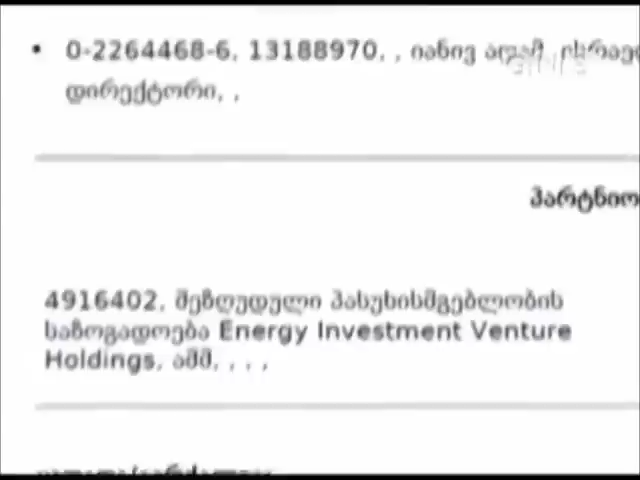 • 0-2264468-6, 13188970, , იანივ
დირექტორი, ,
პარტნიო
4916402, შეზღუდული პასუხისმგებლობის
საზოგადოება Energy Investment Venture
Holdings, აშშ, , , ,